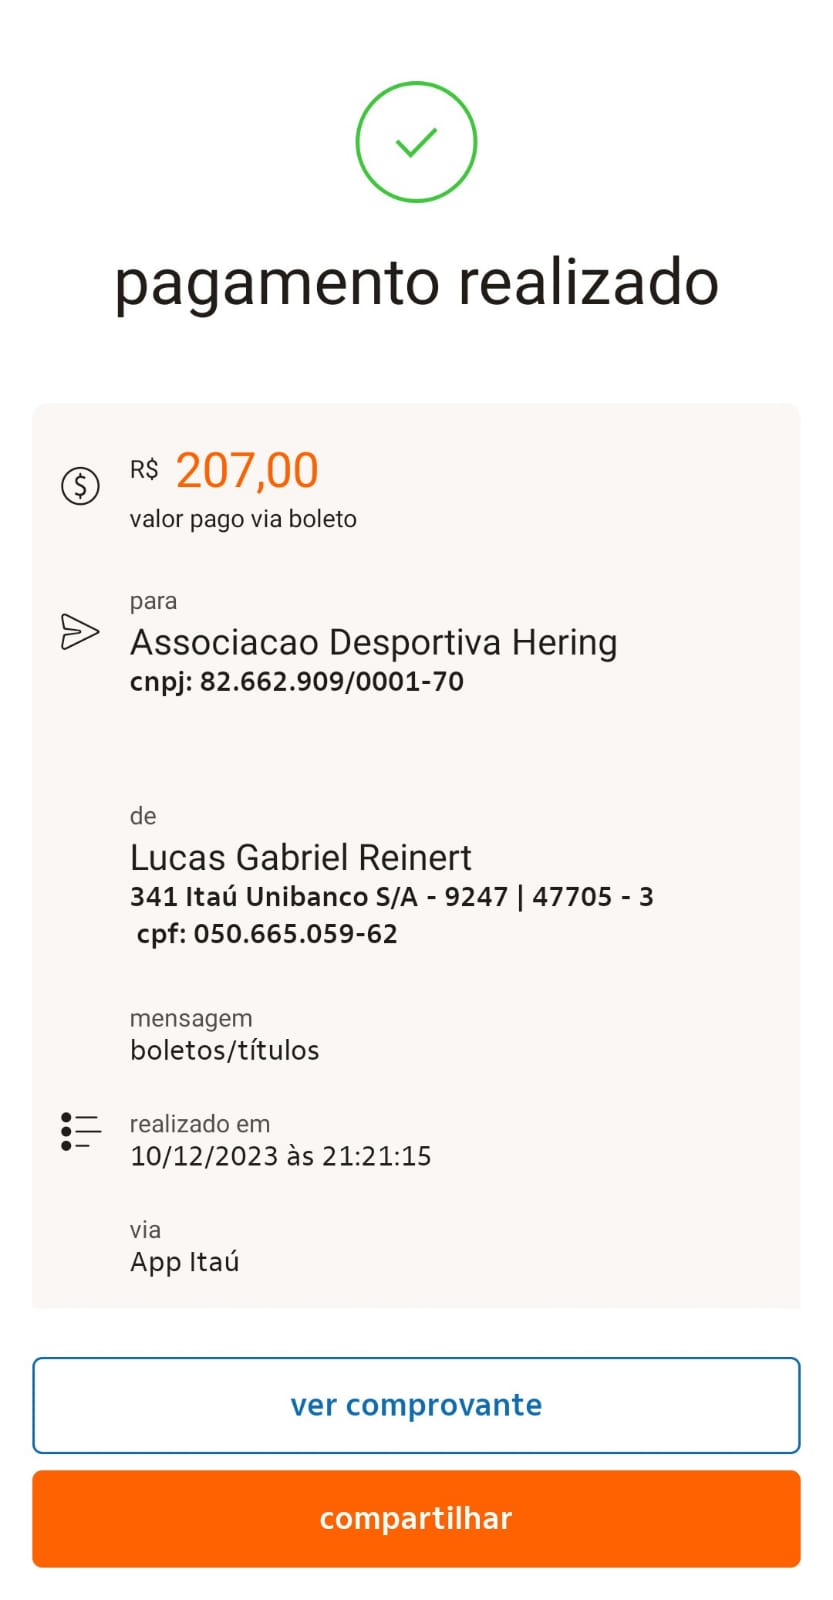 pagamento realizado
R$ 207,00
valor pago via boleto
para
Associacao Desportiva Hering
cnpj: 82.662.909/0001-70
de
Lucas Gabriel Reinert
341 Itaú Unibanco S/A - 9247 | 47705 - 3
cpf: 050.665.059-62
mensagem
boletos/títulos
realizado em
10/12/2023 às 21:21:15
via
App Itaú
ver comprovante
compartilhar